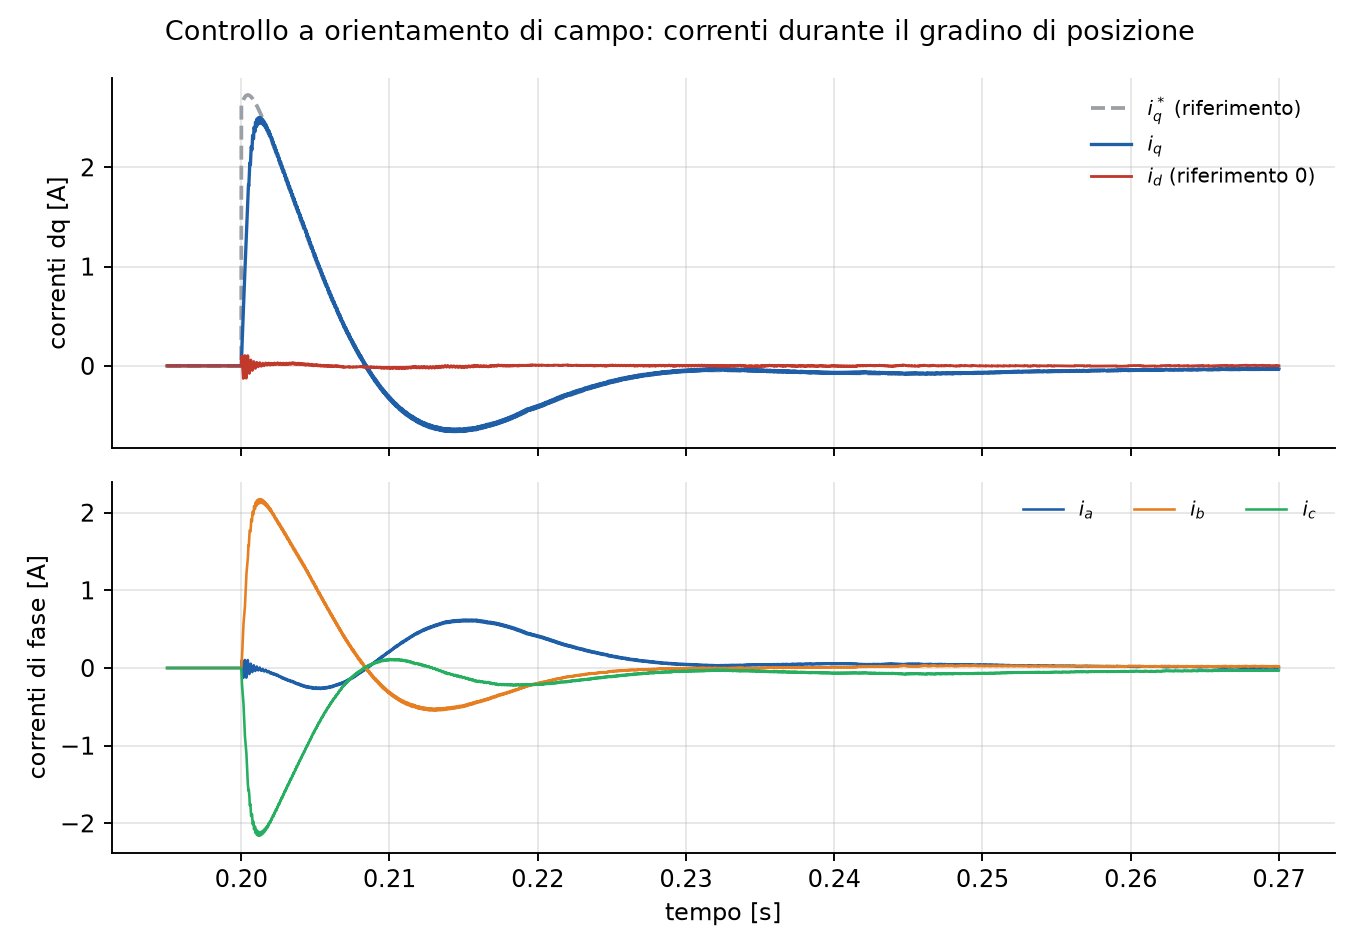 Controllo a orientamento di campo: correnti durante il gradino di posizione
correnti dq [A]
2
1
0
i_q^* (riferimento)
i_q
i_d (riferimento 0)
correnti di fase [A]
2
1
0
−1
−2
i_a i_b i_c
0.20 0.21 0.22 0.23 0.24 0.25 0.26 0.27
tempo [s]